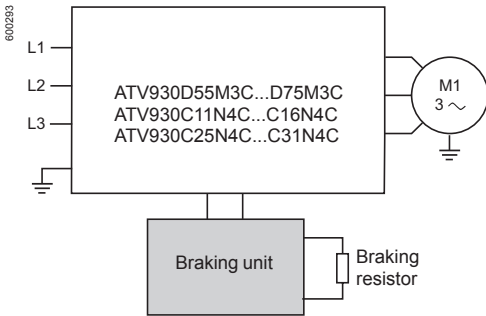 600293
L1
L2
L3
ATV930D55M3C...D75M3C
ATV930C11N4C...C16N4C
ATV930C25N4C...C31N4C
M1
3 ~
Braking unit
Braking
resistor